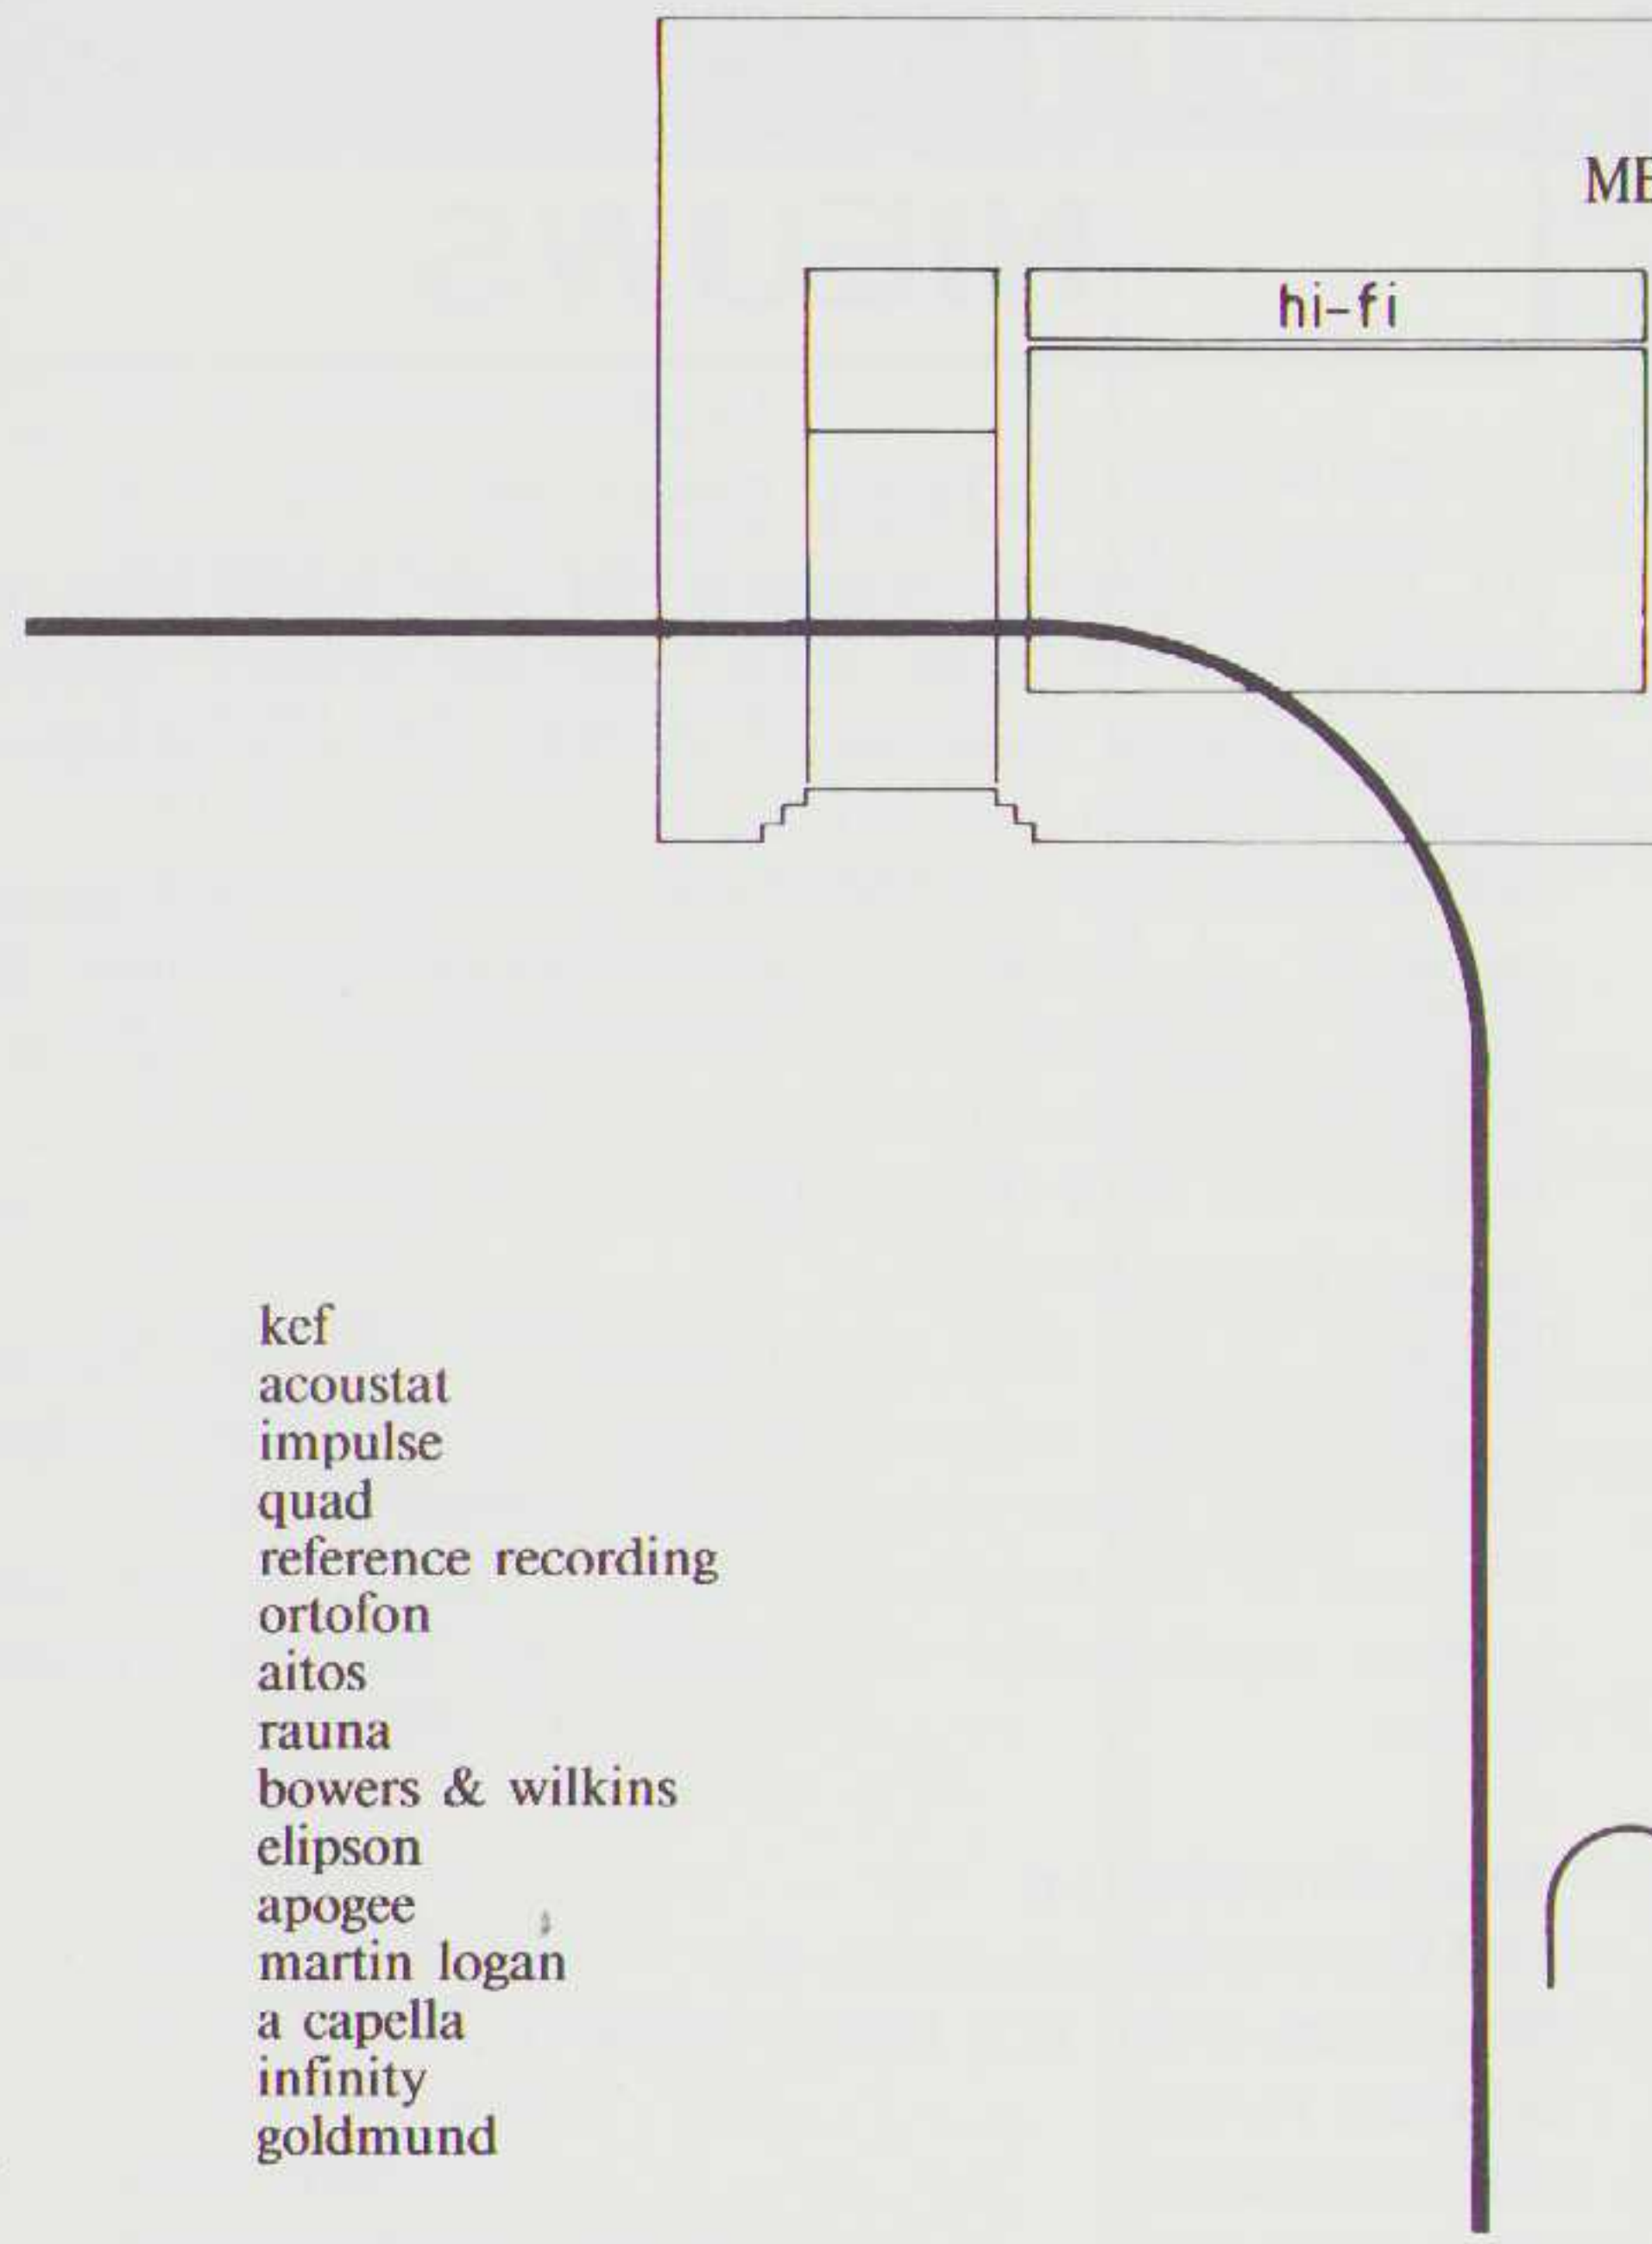 hi-fi
kef
acoustat
impulse
quad
reference recording
ortofon
aitos
rauna
bowers & wilkins
elipson
apogee
martin logan
a capella
infinity
goldmund